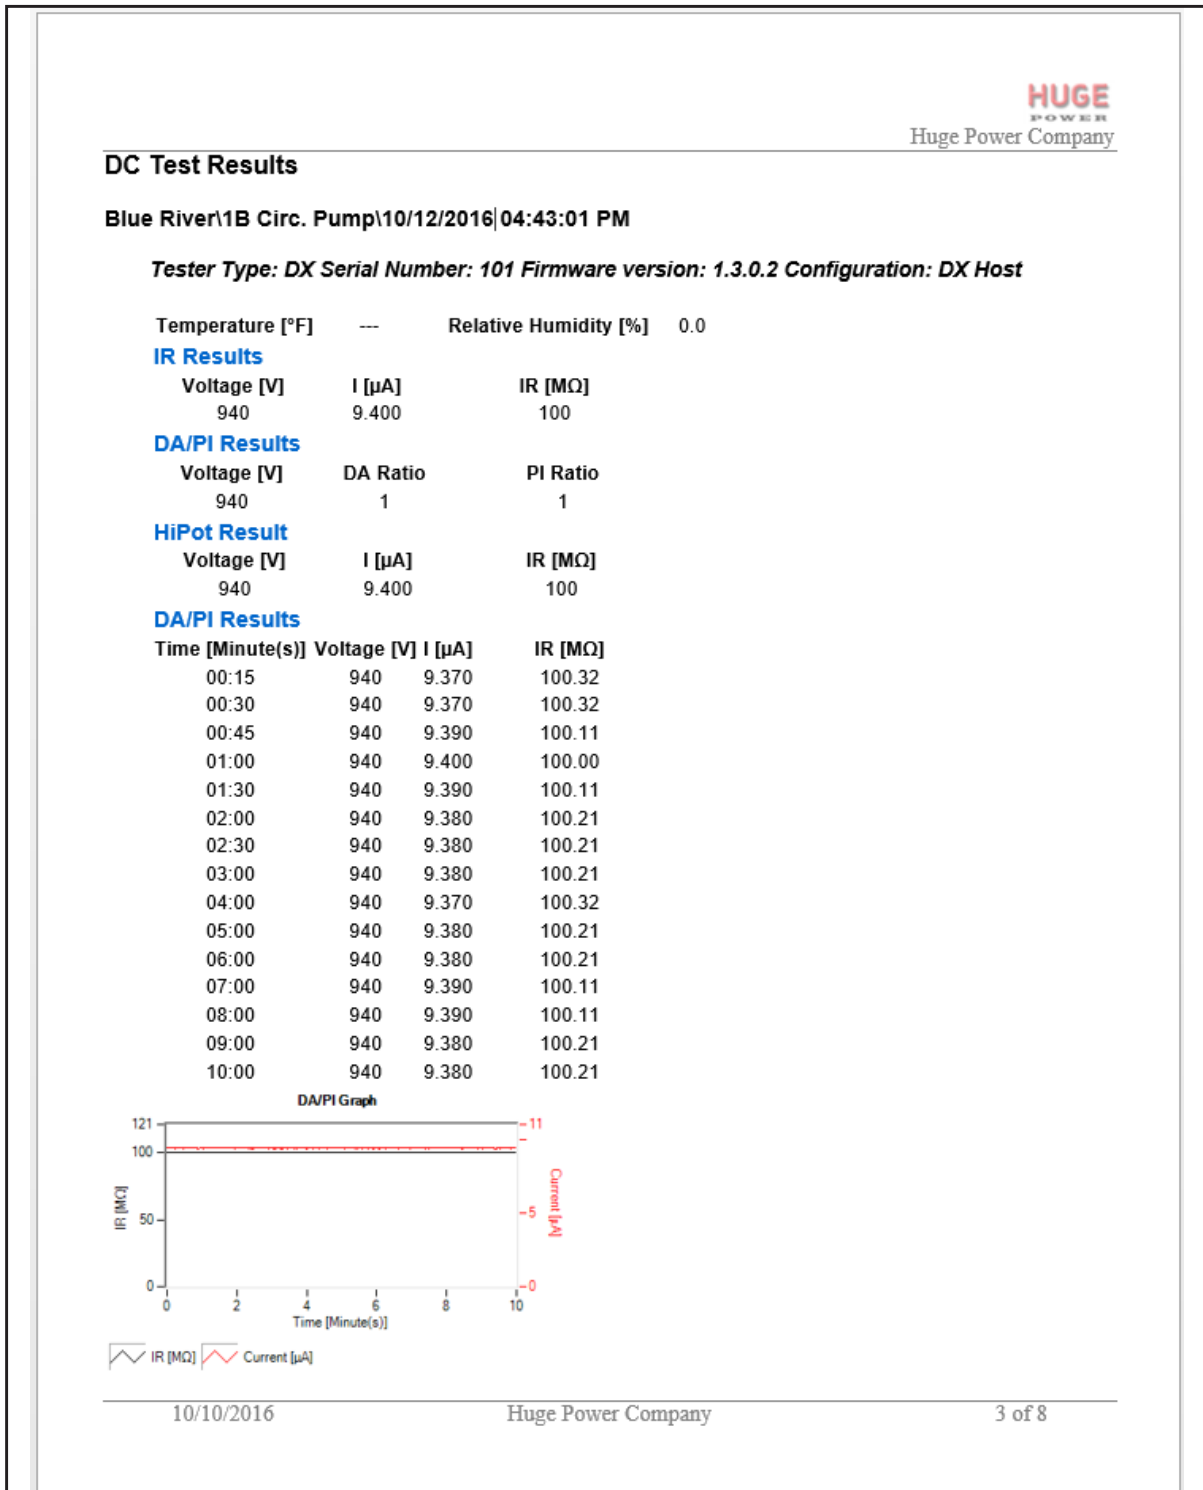 HUGE
POWER
Huge Power Company
DC Test Results
Blue River\1B Circ. Pump\10/12/2016 04:43:01 PM
Tester Type: DX Serial Number: 101 Firmware version: 1.3.0.2 Configuration: DX Host
Temperature [°F] --- Relative Humidity [%] 0.0
IR Results
Voltage [V] I [µA] IR [MΩ]
940 9.400 100
DA/PI Results
Voltage [V] DA Ratio PI Ratio
940 1 1
HiPot Result
Voltage [V] I [µA] IR [MΩ]
940 9.400 100
DA/PI Results
Time [Minute(s)] Voltage [V] I [µA] IR [MΩ]
00:15 940 9.370 100.32
00:30 940 9.370 100.32
00:45 940 9.390 100.11
01:00 940 9.400 100.00
01:30 940 9.390 100.11
02:00 940 9.380 100.21
02:30 940 9.380 100.21
03:00 940 9.380 100.21
04:00 940 9.370 100.32
05:00 940 9.380 100.21
06:00 940 9.380 100.21
07:00 940 9.390 100.11
08:00 940 9.390 100.11
09:00 940 9.380 100.21
10:00 940 9.380 100.21
DA/PI Graph
121 11
100
IR [MΩ] Current [µA]
50 5
0 0
0 2 4 6 8 10
Time [Minute(s)]
IR [MΩ] Current [µA]
10/10/2016 Huge Power Company 3 of 8